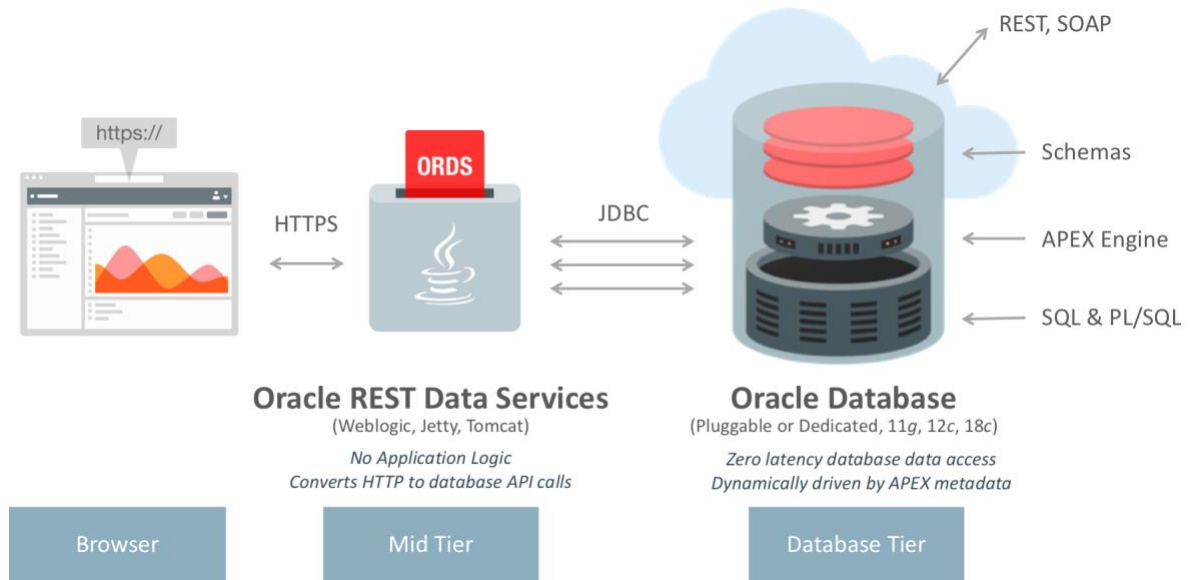 REST, SOAP
https://
ORDS
Schemas
HTTPS
JDBC
APEX Engine
SQL & PL/SQL
Oracle REST Data Services
(Weblogic, Jetty, Tomcat)
No Application Logic
Converts HTTP to database API calls
Oracle Database
(Pluggable or Dedicated, 11g, 12c, 18c)
Zero latency database data access
Dynamically driven by APEX metadata
Browser
Mid Tier
Database Tier